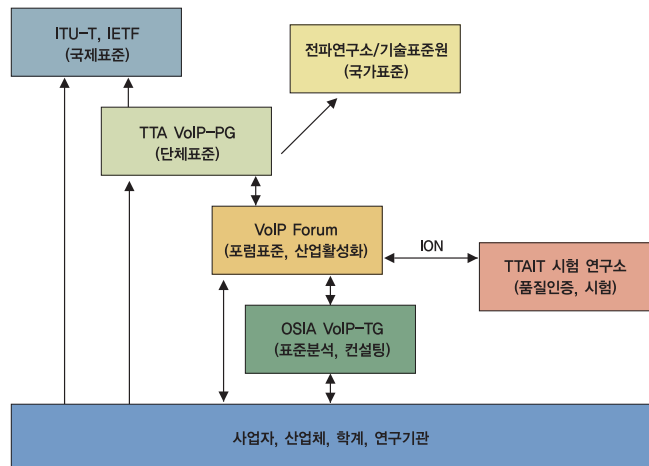 ITU-T, IETF
(국제표준)
전파연구소/기술표준원
(국가표준)
TTA VoIP-PG
(단체표준)
VoIP Forum
(포럼표준, 산업활성화)
ION
TTAIT 시험 연구소
(품질인증, 시험)
OSIA VoIP-TG
(표준분석, 컨설팅)
사업자, 산업체, 학계, 연구기관